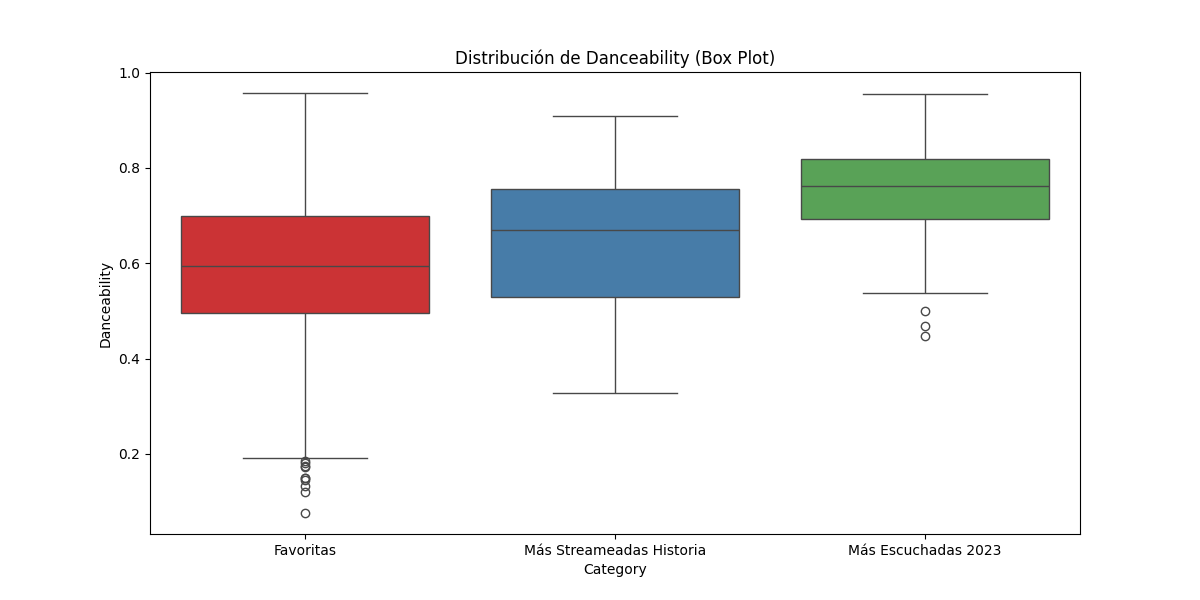 Distribución de Danceability (Box Plot)
1.0
0.8
0.6
0.4
0.2
Danceability
Favoritas
Más Streameadas Historia
Más Escuchadas 2023
Category